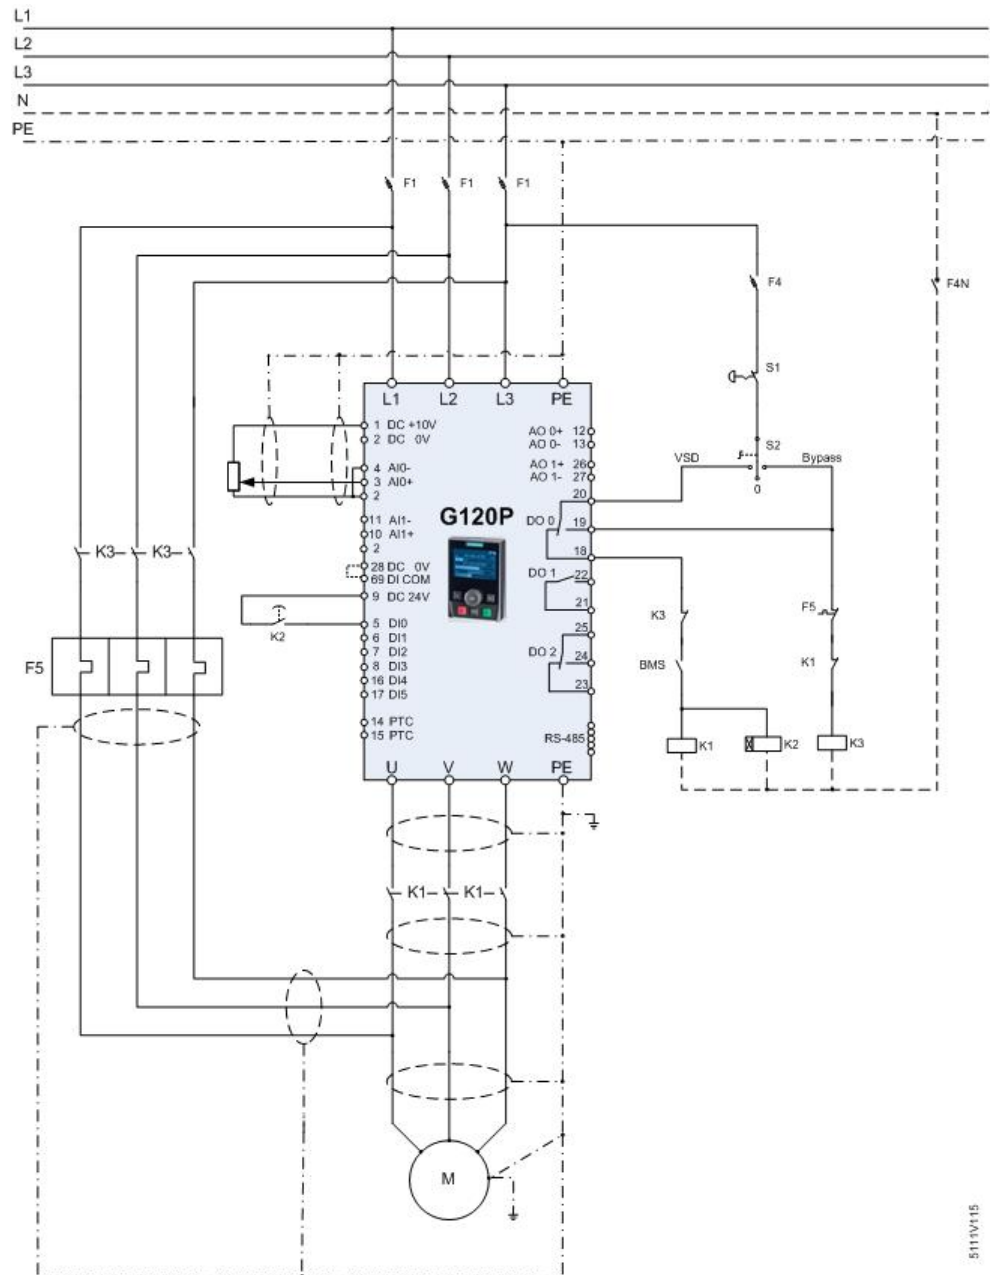 L1
L2
L3
N
PE
F1 F1 F1
F4
F4N
S1
S2
VSD Bypass
0
L1 L2 L3 PE
1 DC +10V
2 DC 0V
4 AI0-
3 AI0+
2
11 AI1-
10 AI1+
2
28 DC 0V
69 DI COM
9 DC 24V
5 DI0
6 DI1
7 DI2
8 DI3
16 DI4
17 DI5
14 PTC
15 PTC
G120P
AO 0+ 12
AO 0- 13
AO 1+ 26
AO 1- 27
20
DO 0 19
18
DO 1 22
21
25
DO 2 24
23
RS-485
U V W PE
K3 K3
K2
F5
K3
BMS
F5
K1
K1 K2 K3
K1 K1
M
5111V115